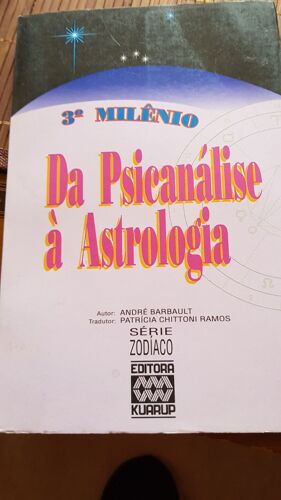 3º MILÊNIO
Da Psicanálise
à Astrologia
Autor: ANDRÉ BARBAULT
Tradutor: PATRÍCIA CHITTONI RAMOS
SÉRIE
ZODÍACO
EDITORA
KUARUP